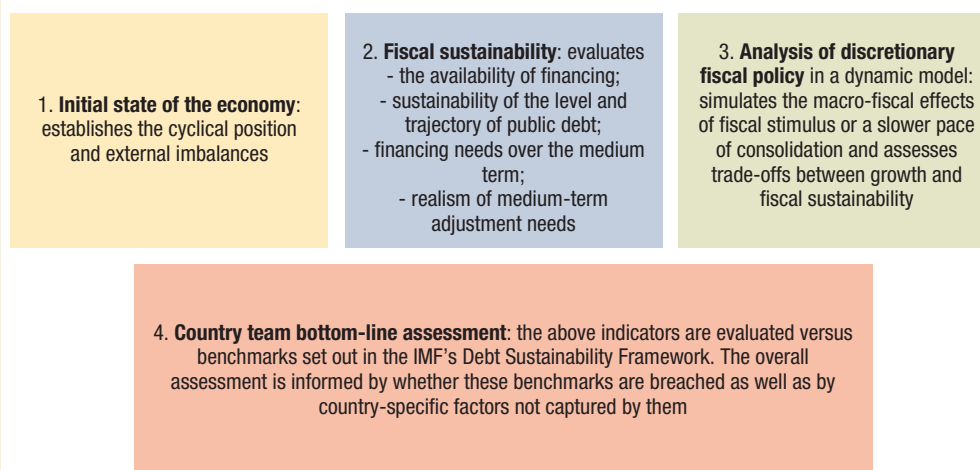 1. Initial state of the economy:
establishes the cyclical position
and external imbalances
2. Fiscal sustainability: evaluates
- the availability of financing;
- sustainability of the level and
trajectory of public debt;
- financing needs over the medium
term;
- realism of medium-term
adjustment needs
3. Analysis of discretionary
fiscal policy in a dynamic model:
simulates the macro-fiscal effects
of fiscal stimulus or a slower pace
of consolidation and assesses
trade-offs between growth and
fiscal sustainability
4. Country team bottom-line assessment: the above indicators are evaluated versus
benchmarks set out in the IMF's Debt Sustainability Framework. The overall
assessment is informed by whether these benchmarks are breached as well as by
country-specific factors not captured by them